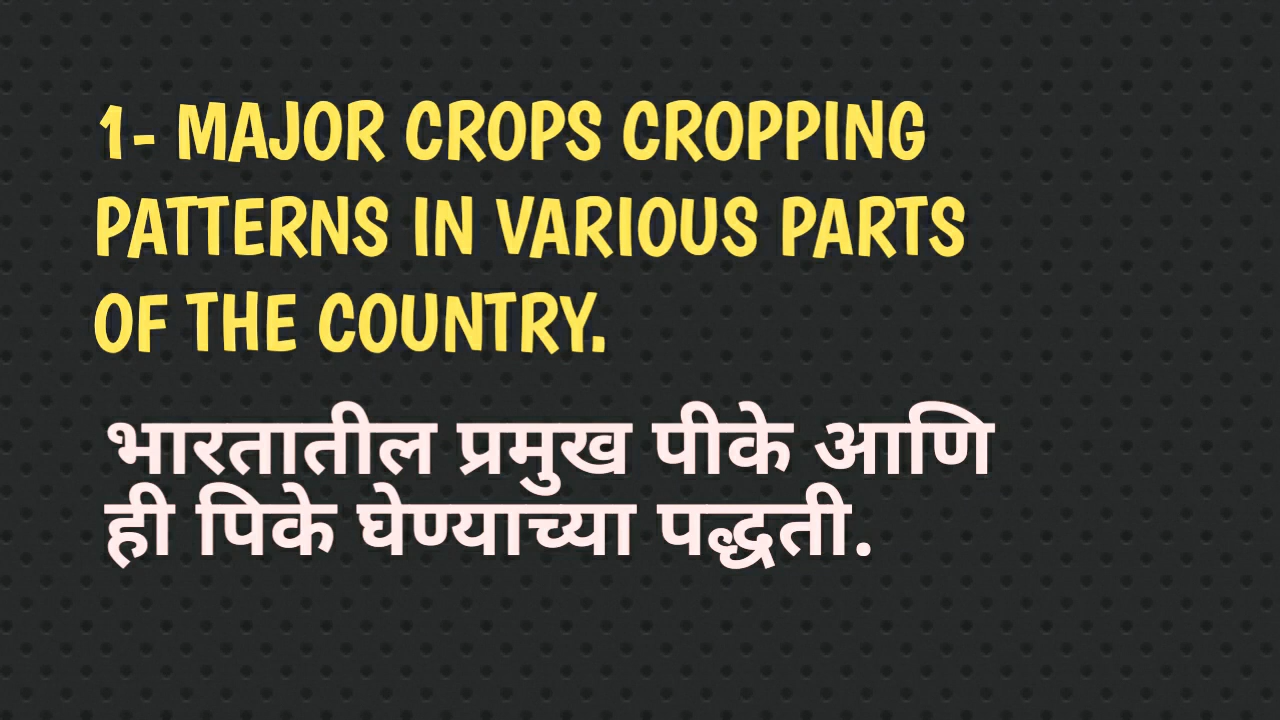 1- MAJOR CROPS CROPPING
PATTERNS IN VARIOUS PARTS
OF THE COUNTRY.
भारतातील प्रमुख पीके आणि
ही पिके घेण्याच्या पद्धती.